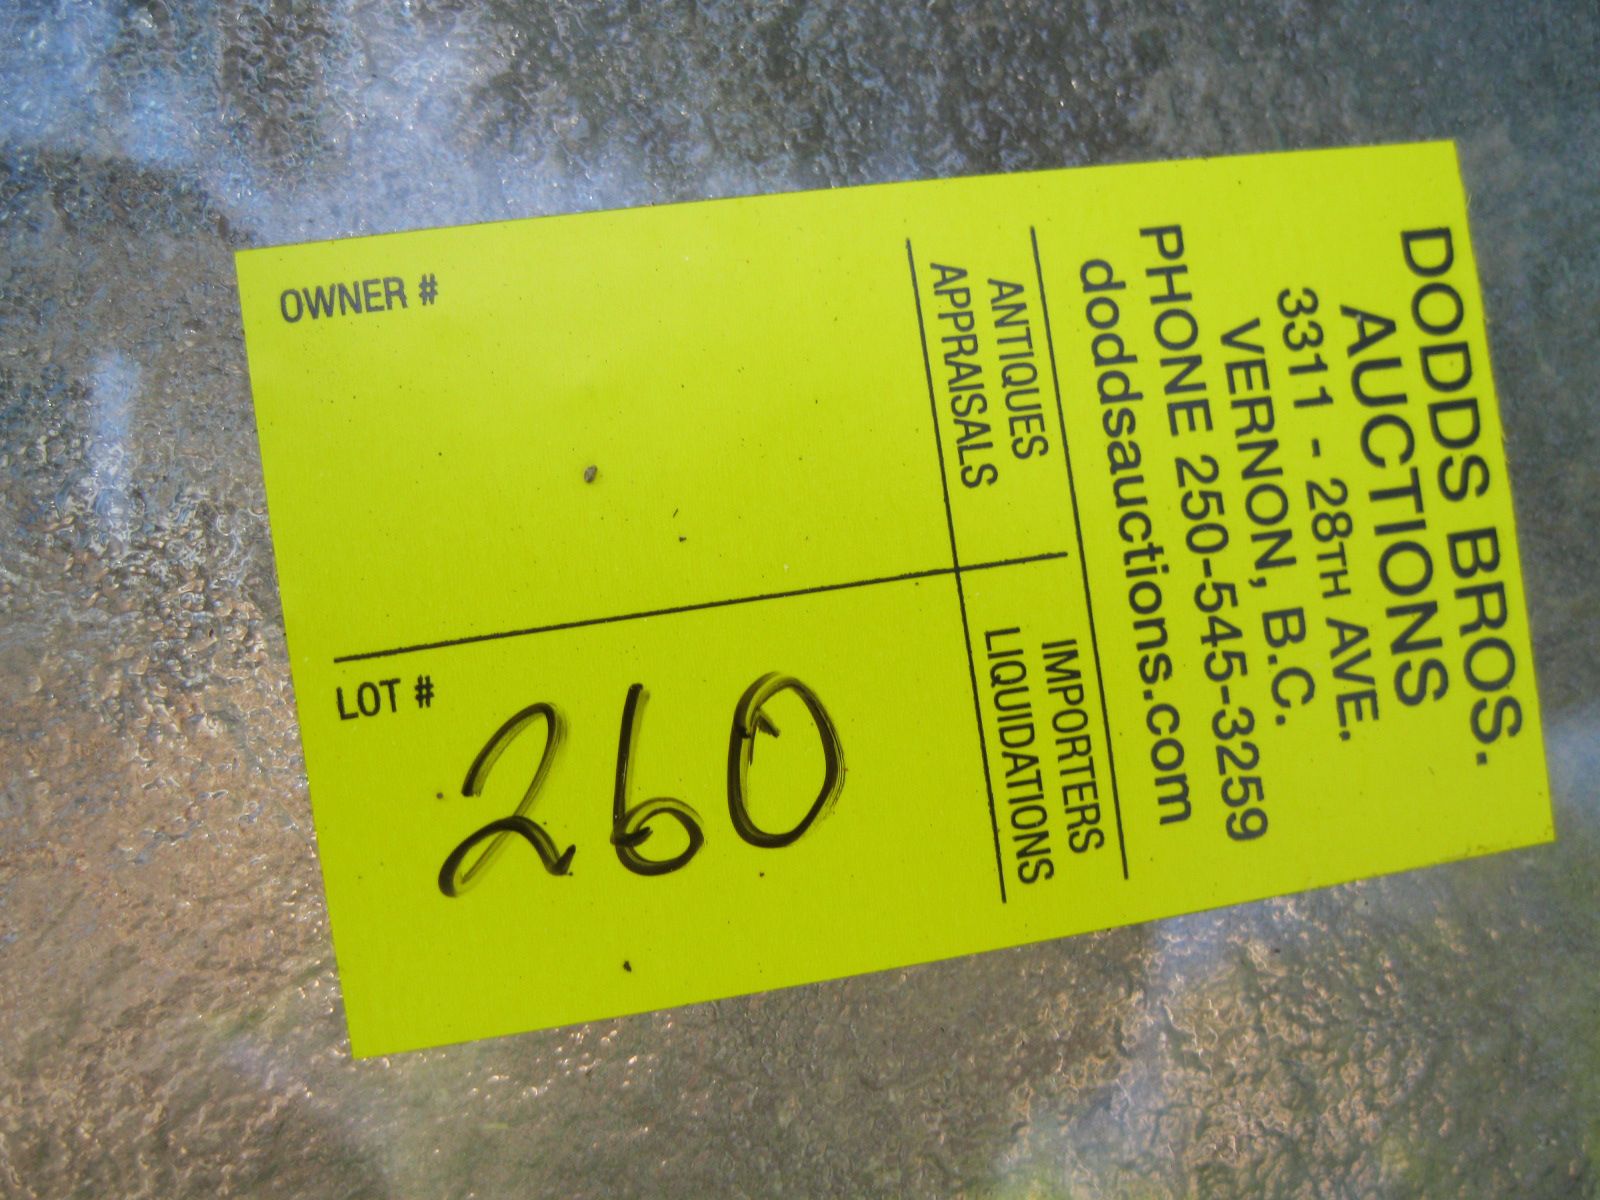 DODDS BROS.
AUCTIONS
3311 - 28TH AVE.
VERNON, B.C.
PHONE 250-545-3259
doddsauctions.com
ANTIQUES
APPRAISALS
IMPORTERS
LIQUIDATIONS
OWNER #
LOT #
260